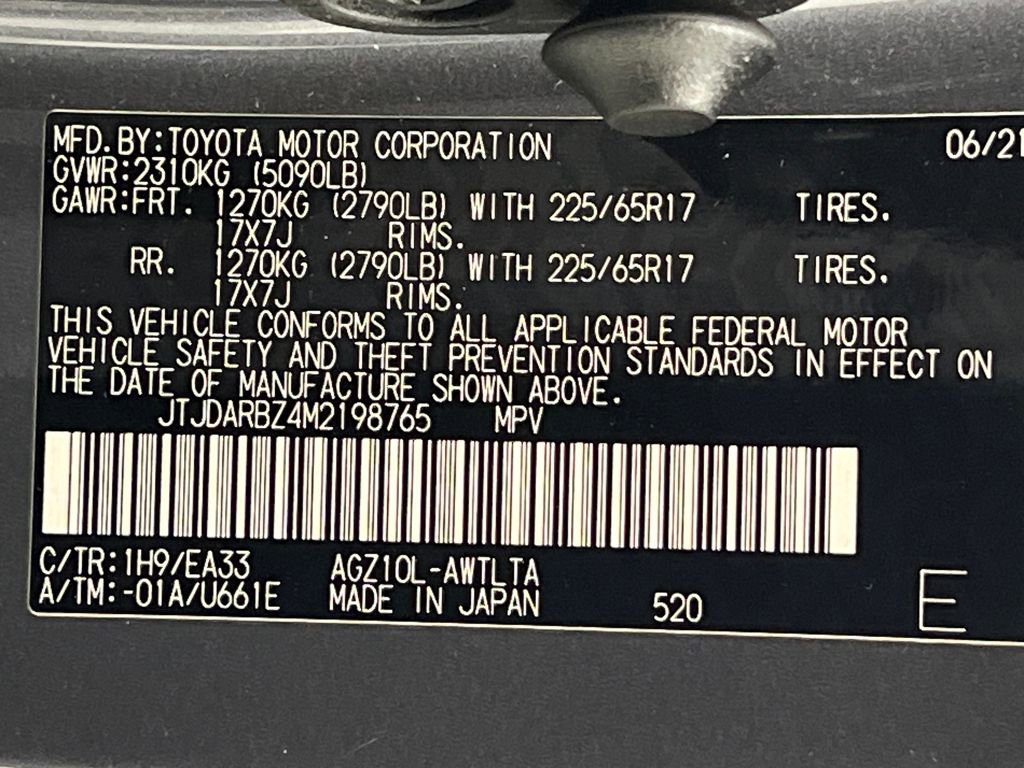 MFD. BY: TOYOTA MOTOR CORPORATION 06/21
GVWR: 2310KG (5090LB)
GAWR: FRT. 1270KG (2790LB) WITH 225/65R17 TIRES.
17X7J RIMS.
RR. 1270KG (2790LB) WITH 225/65R17 TIRES.
17X7J RIMS.
THIS VEHICLE CONFORMS TO ALL APPLICABLE FEDERAL MOTOR
VEHICLE SAFETY AND THEFT PREVENTION STANDARDS IN EFFECT ON
THE DATE OF MANUFACTURE SHOWN ABOVE.
JTJDARBZ4M2198765 MPV
C/TR: 1H9/EA33 AGZ10L-AWTLTA
A/TM: -01A/U661E MADE IN JAPAN 520 E